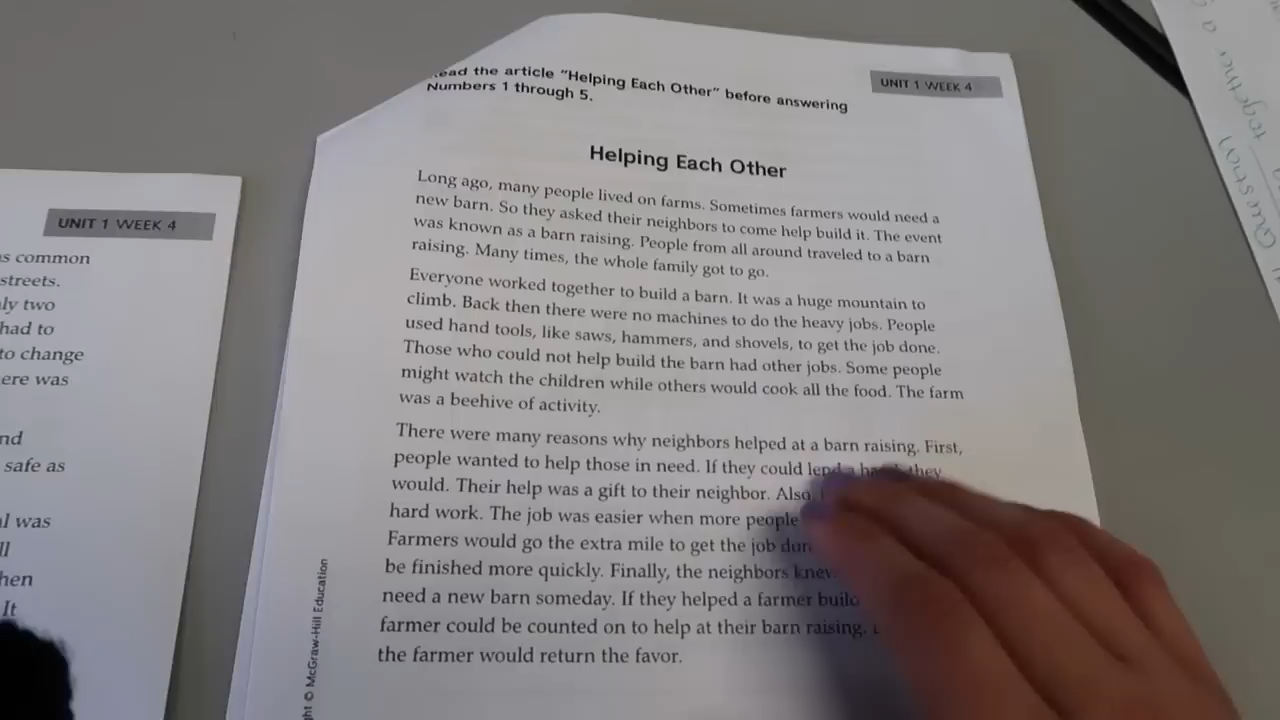 ead the article "Helping Each Other" before answering
Numbers 1 through 5.
UNIT 1 WEEK 4
Helping Each Other
Long ago, many people lived on farms. Sometimes farmers would need a
new barn. So they asked their neighbors to come help build it. The event
was known as a barn raising. People from all around traveled to a barn
raising. Many times, the whole family got to go.
Everyone worked together to build a barn. It was a huge mountain to
climb. Back then there were no machines to do the heavy jobs. People
used hand tools, like saws, hammers, and shovels, to get the job done.
Those who could not help build the barn had other jobs. Some people
might watch the children while others would cook all the food. The farm
was a beehive of activity.
There were many reasons why neighbors helped at a barn raising. First,
people wanted to help those in need. If they could lend a they
would. Their help was a gift to their neighbor. Also,
hard work. The job was easier when more people
Farmers would go the extra mile to get the job
be finished more quickly. Finally, the neighbors
need a new barn someday. If they helped a farmer
farmer could be counted on to help at their barn raising.
the farmer would return the favor.
ht © McGraw-Hill Education
UNIT 1 WEEK 4
s common
streets.
ly two
had to
to change
ere was
nd
safe as
l was
ll
hen
It
Question
together a